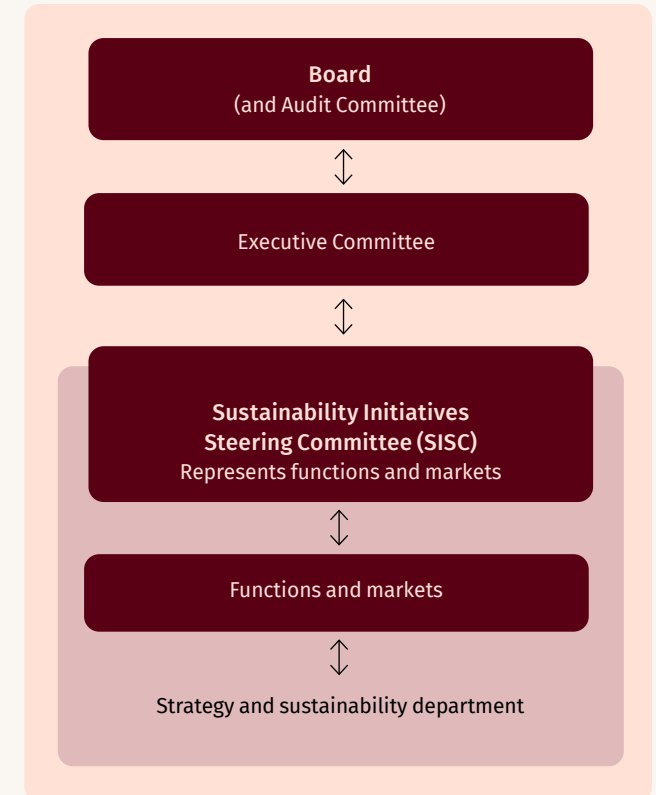 Board
(and Audit Committee)
Executive Committee
Sustainability Initiatives
Steering Committee (SISC)
Represents functions and markets
Functions and markets
Strategy and sustainability department